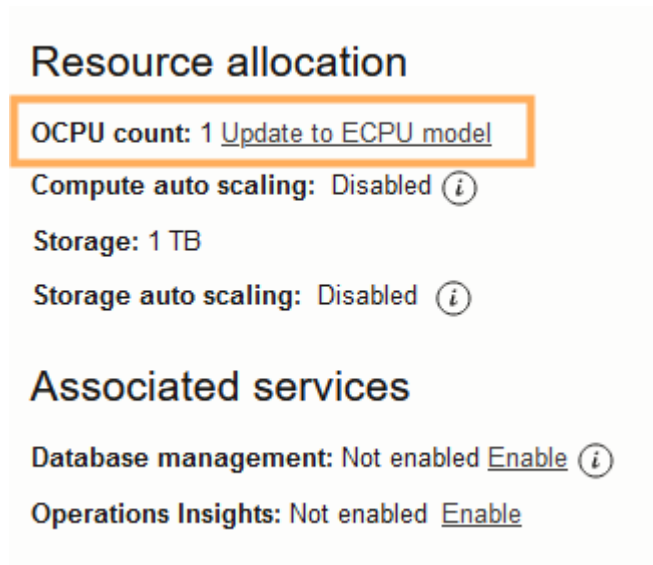 Resource allocation
OCPU count: 1 Update to ECPU model
Compute auto scaling: Disabled i
Storage: 1 TB
Storage auto scaling: Disabled i
Associated services
Database management: Not enabled Enable i
Operations Insights: Not enabled Enable